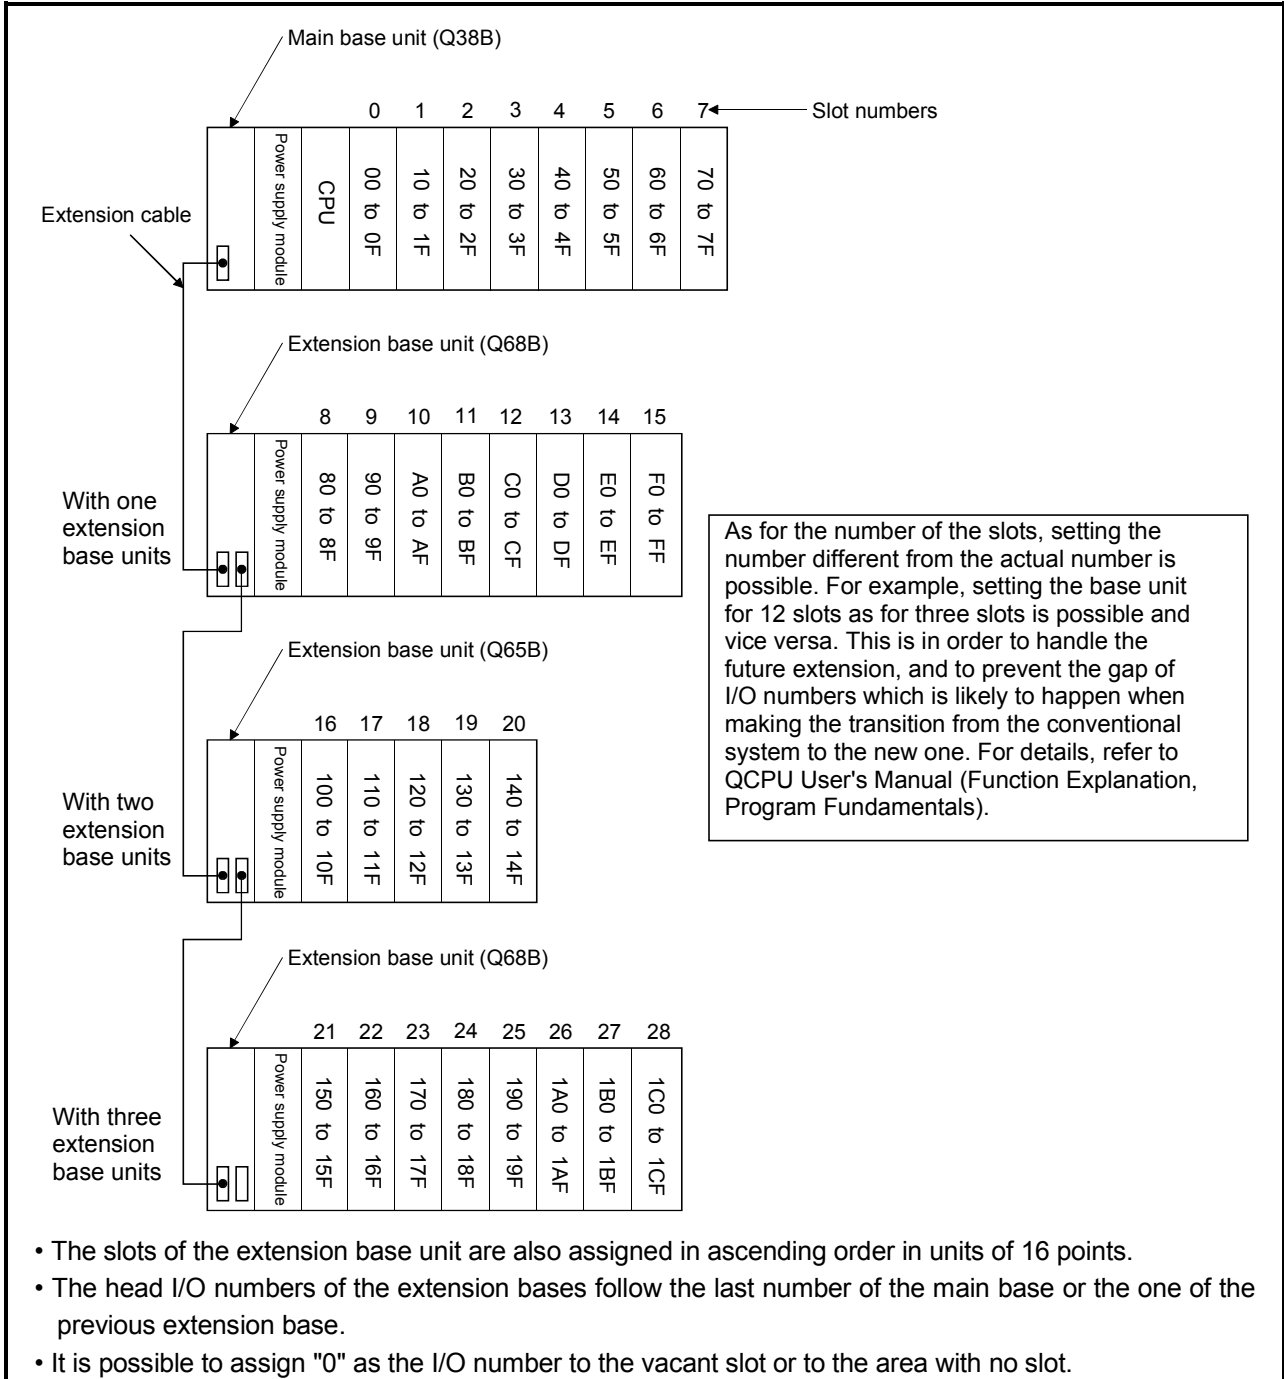 Main base unit (Q38B)
0 1 2 3 4 5 6 7 Slot numbers
Power supply module
CPU
00 to 0F
10 to 1F
20 to 2F
30 to 3F
40 to 4F
50 to 5F
60 to 6F
70 to 7F
Extension cable
Extension base unit (Q68B)
8 9 10 11 12 13 14 15
Power supply module
80 to 8F
90 to 9F
A0 to AF
B0 to BF
C0 to CF
D0 to DF
E0 to EF
F0 to FF
With one
extension
base units
As for the number of the slots, setting the
number different from the actual number is
possible. For example, setting the base unit
for 12 slots as for three slots is possible and
vice versa. This is in order to handle the
future extension, and to prevent the gap of
I/O numbers which is likely to happen when
making the transition from the conventional
system to the new one. For details, refer to
QCPU User's Manual (Function Explanation,
Program Fundamentals).
Extension base unit (Q65B)
16 17 18 19 20
Power supply module
100 to 10F
110 to 11F
120 to 12F
130 to 13F
140 to 14F
With two
extension
base units
Extension base unit (Q68B)
21 22 23 24 25 26 27 28
Power supply module
150 to 15F
160 to 16F
170 to 17F
180 to 18F
190 to 19F
1A0 to 1AF
1B0 to 1BF
1C0 to 1CF
With three
extension
base units
• The slots of the extension base unit are also assigned in ascending order in units of 16 points.
• The head I/O numbers of the extension bases follow the last number of the main base or the one of the
previous extension base.
• It is possible to assign "0" as the I/O number to the vacant slot or to the area with no slot.